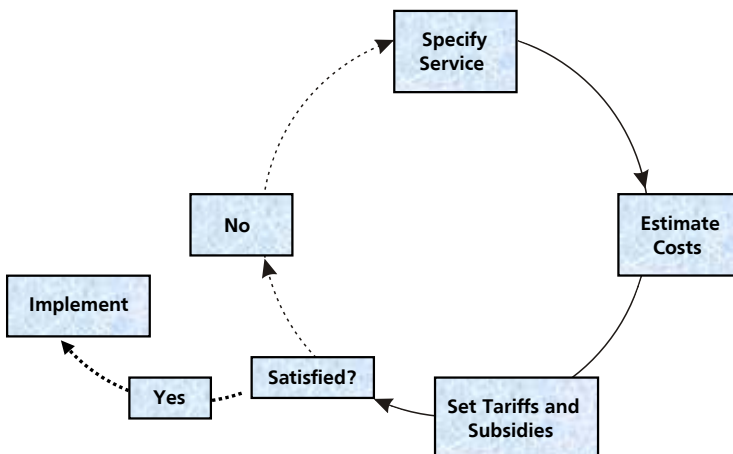 Specify
Service
Estimate
Costs
Set Tariffs and
Subsidies
Satisfied?
No
Yes
Implement